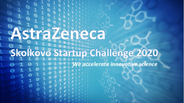 AstraZeneca
Skolkovo Startup Challenge 2020
We accelerate innovative science